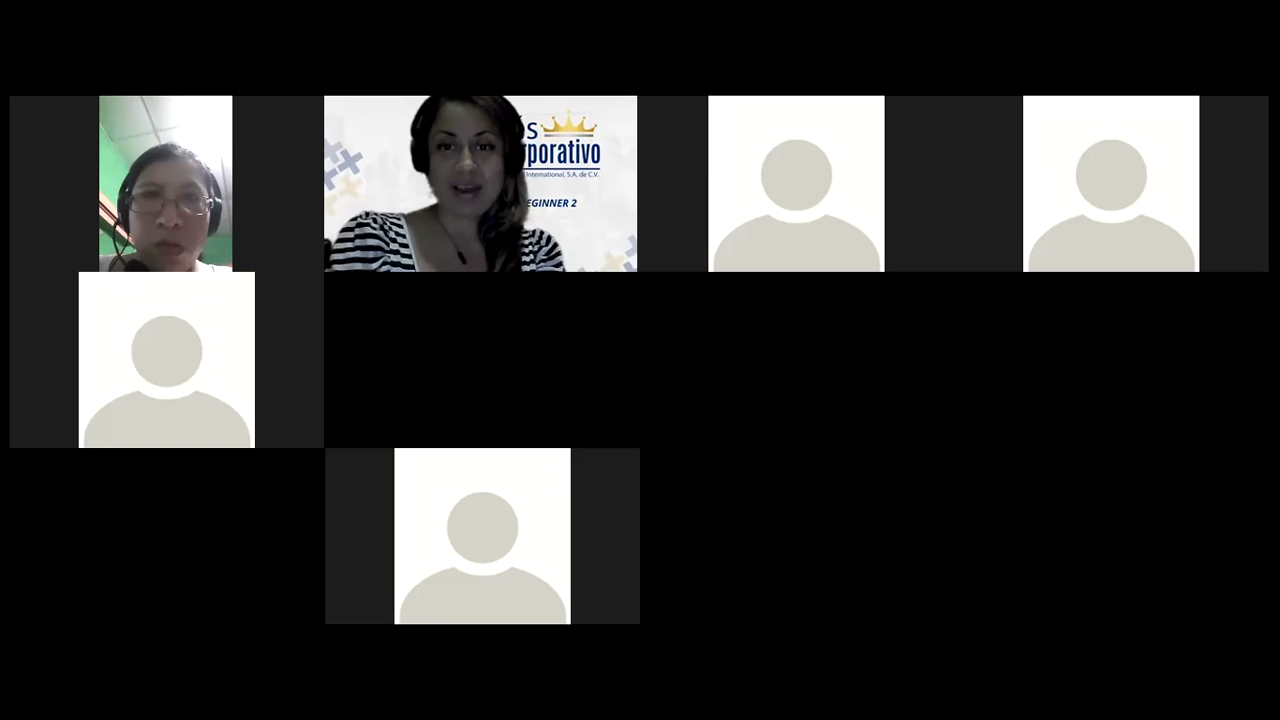 S
porativo
International, S.A. de C.V.
EGINNER 2